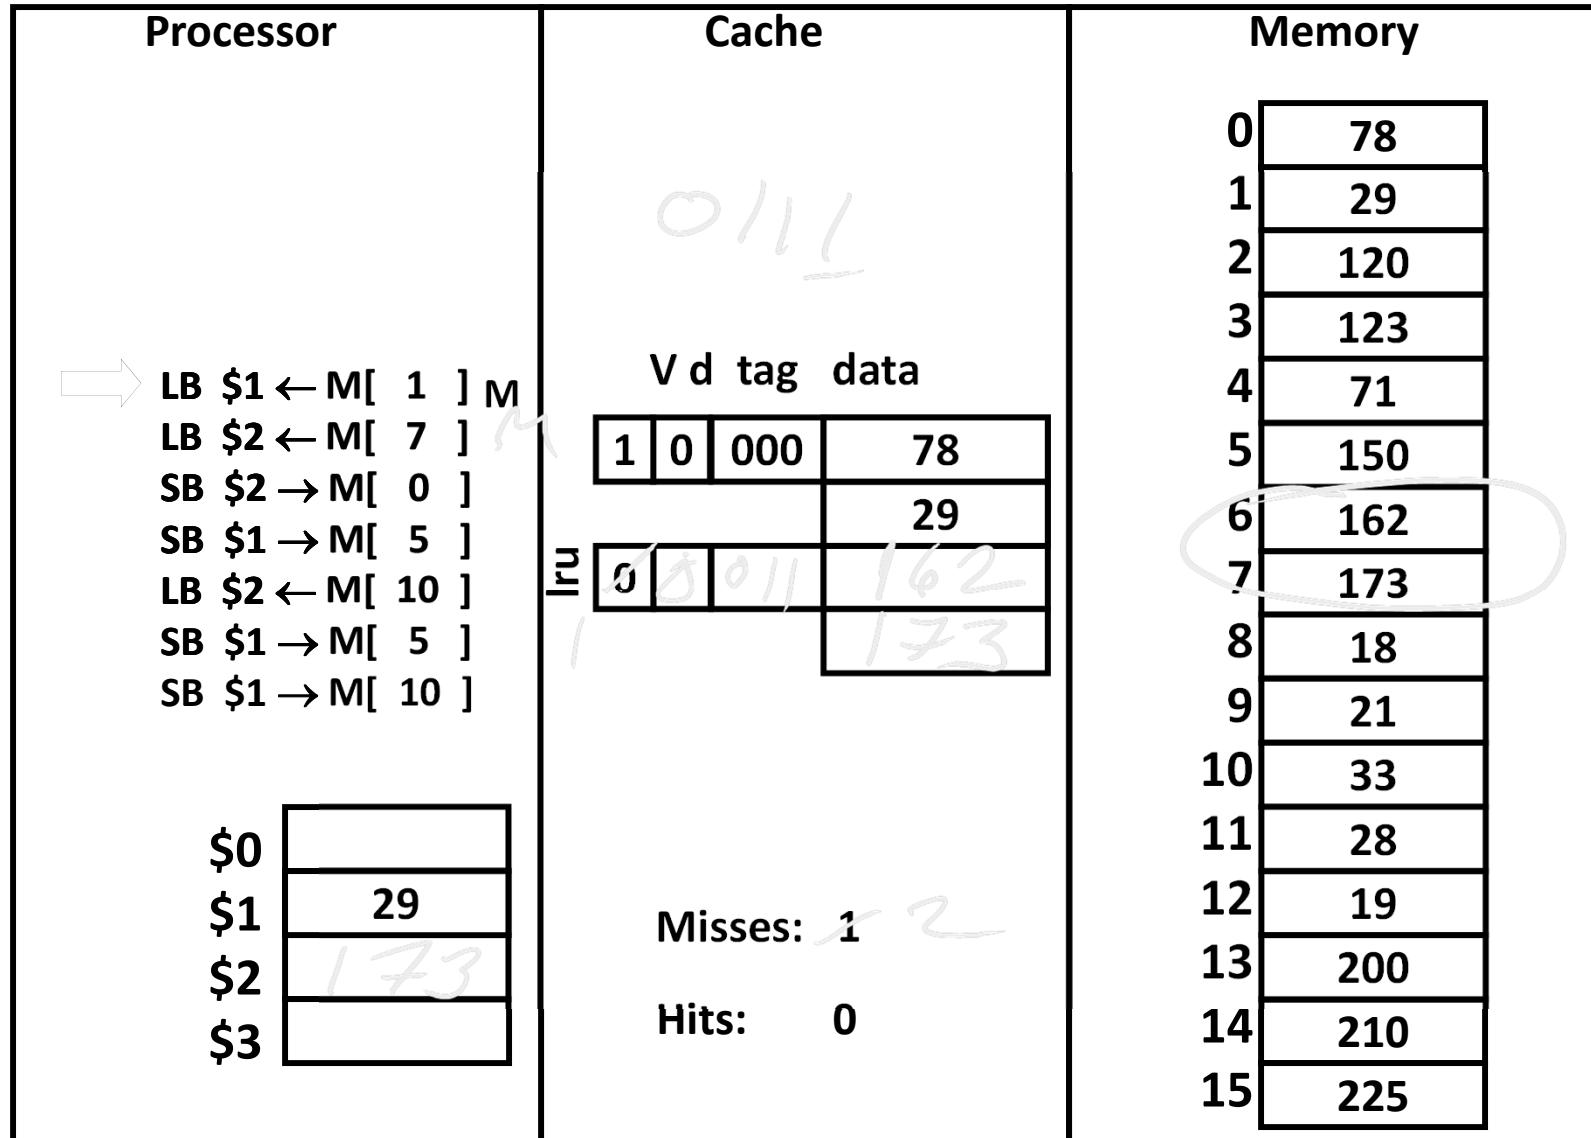 Processor
Cache
Memory
0 111
LB $1 ← M[ 1 ] M
LB $2 ← M[ 7 ] M
SB $2 → M[ 0 ]
SB $1 → M[ 5 ]
LB $2 ← M[ 10 ]
SB $1 → M[ 5 ]
SB $1 → M[ 10 ]
$0
$1 29
$2 173
$3
V d tag data
1 0 000 78
29
lru 0 1 0 011 162
173
Misses: 1 2
Hits: 0
0 78
1 29
2 120
3 123
4 71
5 150
6 162
7 173
8 18
9 21
10 33
11 28
12 19
13 200
14 210
15 225